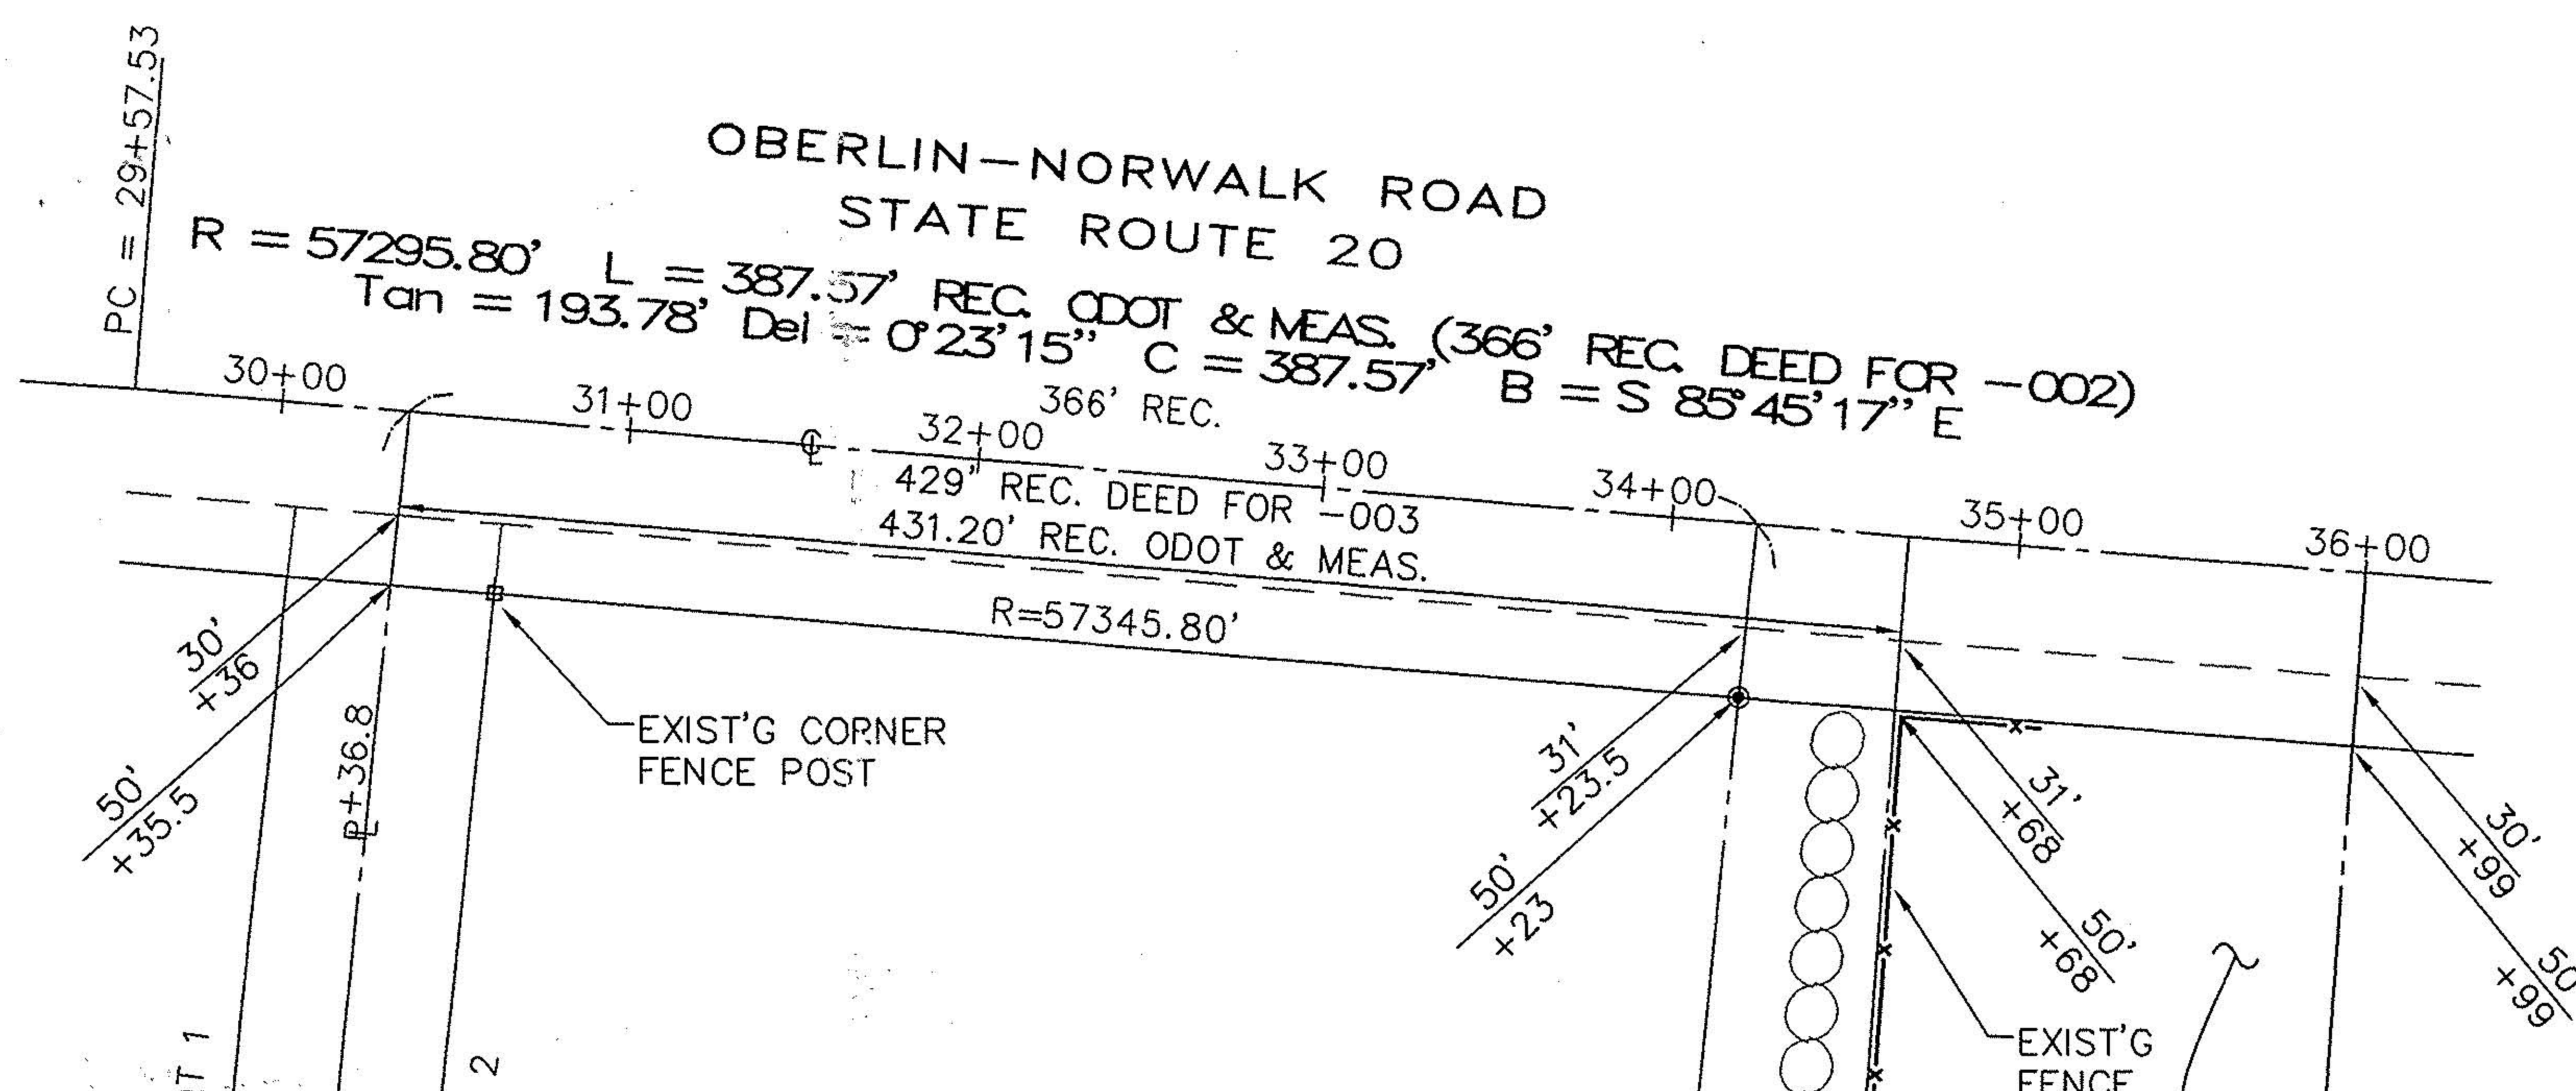 PC = 29+57.53
OBERLIN—NORWALK ROAD
STATE ROUTE 20
R = 57295.80' L = 387.57' REC. ODOT & MEAS. (366' REC. DEED FOR -002)
Tan = 193.78' Del = 0°23'15" C = 387.57' B = S 85°45'17" E
30+00
31+00
32+00
33+00
34+00
35+00
36+00
366' REC.
429' REC. DEED FOR -003
431.20' REC. ODOT & MEAS.
R=57345.80'
30'
+36
50'
+35.5
P+36.8
EXIST'G CORNER
FENCE POST
31'
+23.5
50'
+23
31'
+68
50'
+68
30'
+99
50
+99
EXIST'G
FENCE
T 1
2